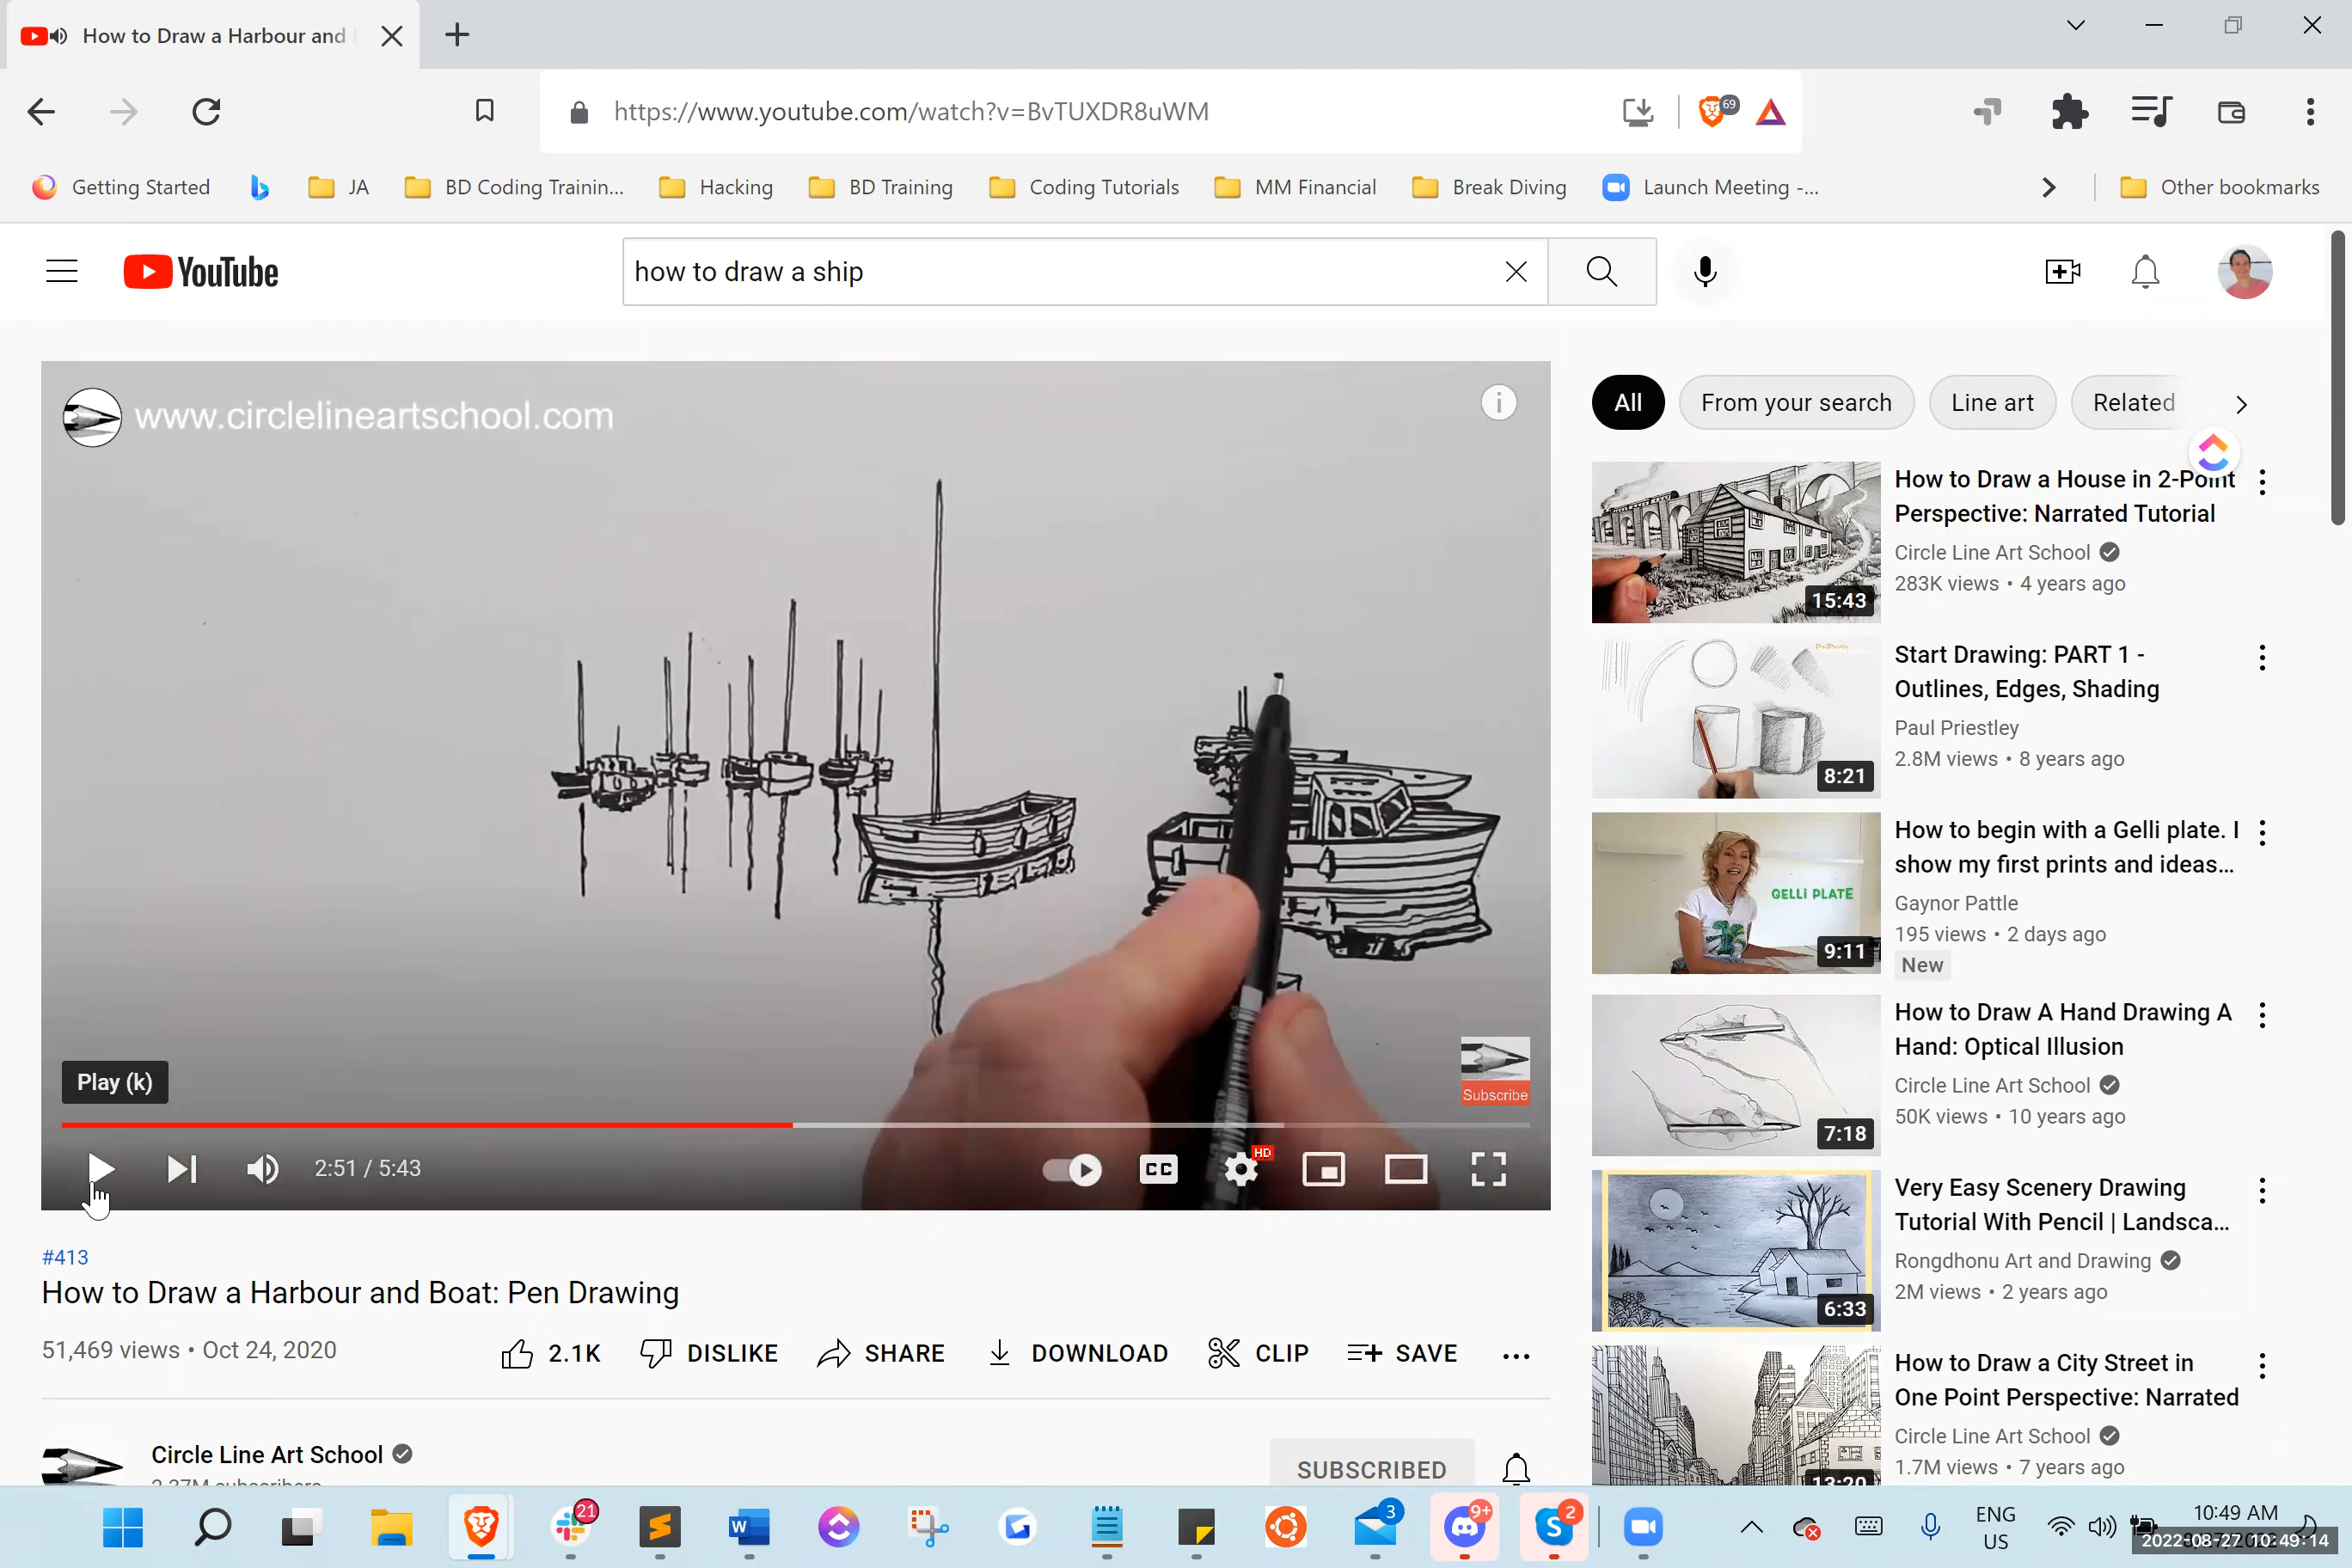 How to Draw a Harbour and
https://www.youtube.com/watch?v=BvTUXDR8uWM
69
Getting Started
JA
BD Coding Trainin...
Hacking
BD Training
Coding Tutorials
MM Financial
Break Diving
Launch Meeting -...
Other bookmarks
YouTube
how to draw a ship
www.circlelineartschool.com
Subscribe
Play (k)
2:51 / 5:43
CC
HD
#413
How to Draw a Harbour and Boat: Pen Drawing
51,469 views • Oct 24, 2020
2.1K
DISLIKE
SHARE
DOWNLOAD
CLIP
SAVE
Circle Line Art School
SUBSCRIBED
All
From your search
Line art
Related
How to Draw a House in 2-Point
Perspective: Narrated Tutorial
Circle Line Art School
283K views • 4 years ago
15:43
Start Drawing: PART 1 -
Outlines, Edges, Shading
Paul Priestley
2.8M views • 8 years ago
8:21
How to begin with a Gelli plate. I
show my first prints and ideas...
Gaynor Pattle
195 views • 2 days ago
New
GELLI PLATE
9:11
How to Draw A Hand Drawing A
Hand: Optical Illusion
Circle Line Art School
50K views • 10 years ago
7:18
Very Easy Scenery Drawing
Tutorial With Pencil | Landsca...
Rongdhonu Art and Drawing
2M views • 2 years ago
6:33
How to Draw a City Street in
One Point Perspective: Narrated
Circle Line Art School
1.7M views • 7 years ago
13:20
21
W
3
9+
S
2
ENG
US
10:49 AM
2022-08-27 10:49:14